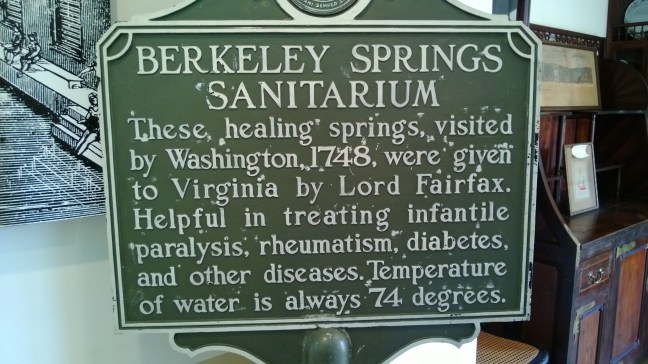 BERKELEY SPRINGS
SANITARIUM
These, healing springs, visited
by Washington, 1748, were given
to Virginia by Lord Fairfax.
Helpful in treating infantile
paralysis, rheumatism, diabetes,
and other diseases. Temperature
of water is always 74 degrees.